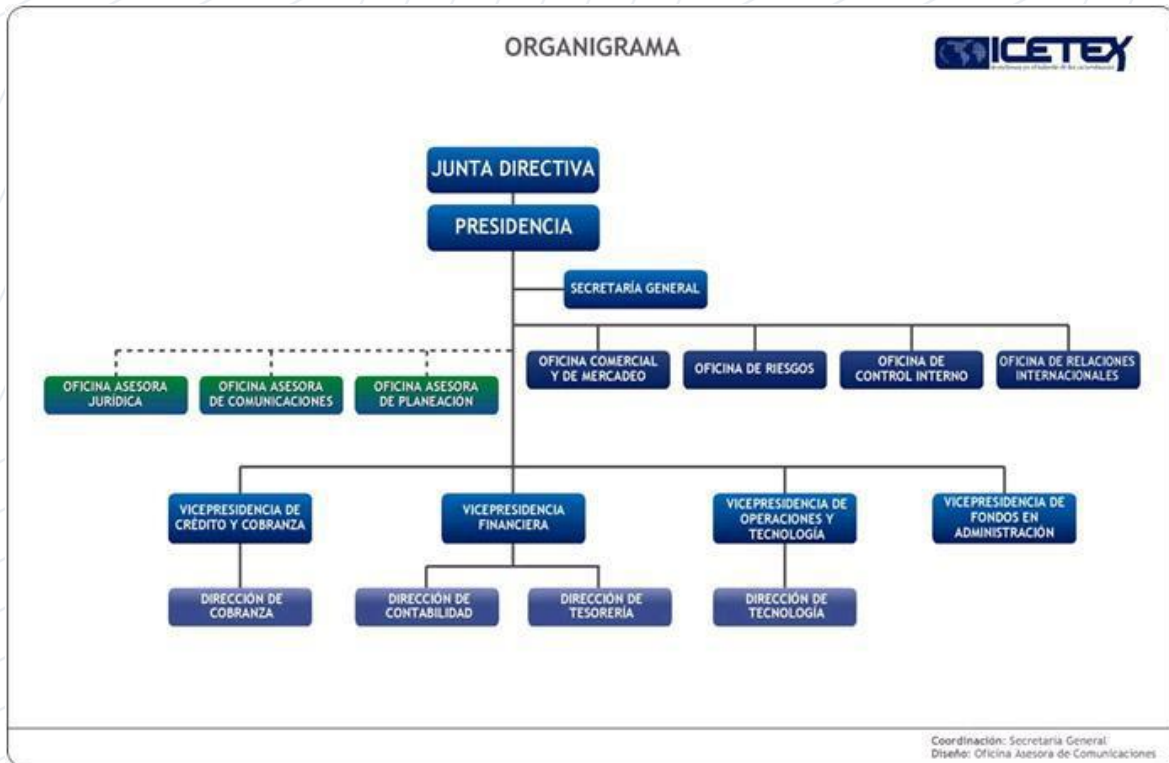 ORGANIGRAMA
ICETEX
JUNTA DIRECTIVA
PRESIDENCIA
SECRETARÍA GENERAL
OFICINA COMERCIAL
Y DE MERCADEO
OFICINA DE RIESGOS
OFICINA DE
CONTROL INTERNO
OFICINA DE RELACIONES
INTERNACIONALES
OFICINA ASESORA
JURÍDICA
OFICINA ASESORA
DE COMUNICACIONES
OFICINA ASESORA
DE PLANEACIÓN
VICEPRESIDENCIA DE
CRÉDITO Y COBRANZA
VICEPRESIDENCIA
FINANCIERA
VICEPRESIDENCIA DE
OPERACIONES Y
TECNOLOGÍA
VICEPRESIDENCIA DE
FONDOS EN
ADMINISTRACIÓN
DIRECCIÓN DE
COBRANZA
DIRECCIÓN DE
CONTABILIDAD
DIRECCIÓN DE
TESORERÍA
DIRECCIÓN DE
TECNOLOGÍA
Coordinación: Secretaria General
Diseño: Oficina Asesora de Comunicaciones